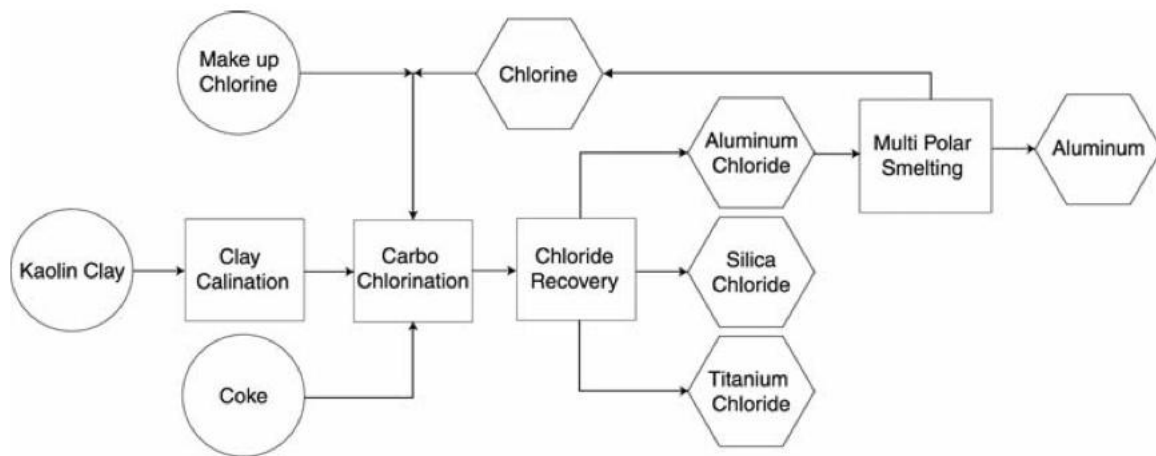 Make up
Chlorine
Chlorine
Aluminum
Chloride
Multi Polar
Smelting
Aluminum
Kaolin Clay
Clay
Calination
Carbo
Chlorination
Chloride
Recovery
Silica
Chloride
Coke
Titanium
Chloride